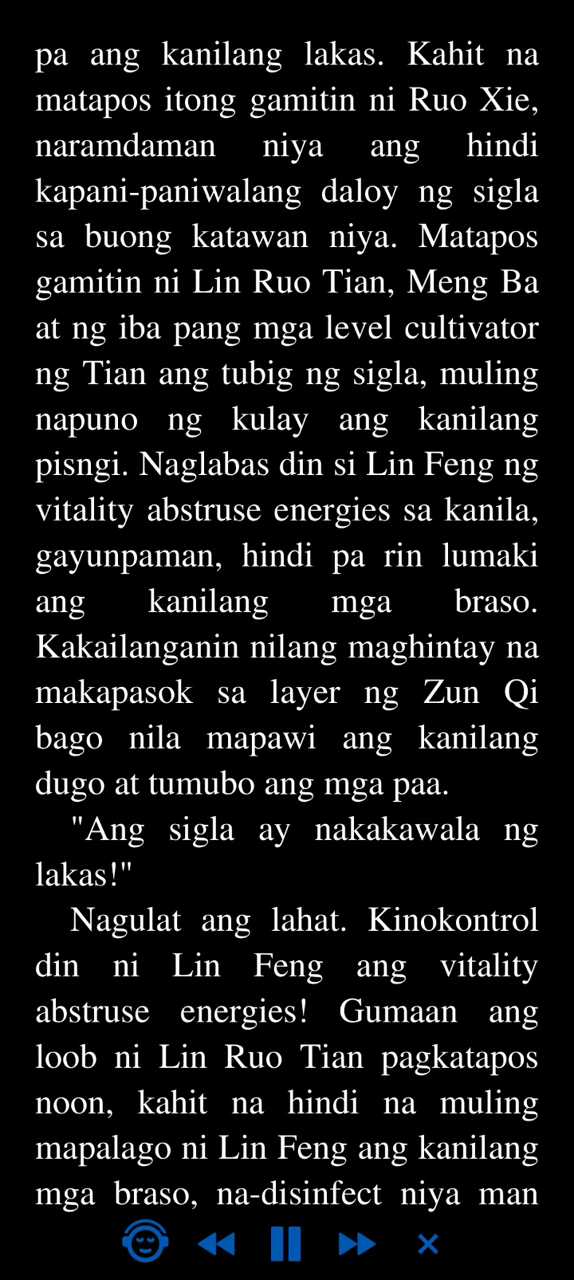 pa ang kanilang lakas. Kahit na
matapos itong gamitin ni Ruo Xie,
naramdaman niya ang hindi
kapani-paniwalang daloy ng sigla
sa buong katawan niya. Matapos
gamitin ni Lin Ruo Tian, Meng Ba
at ng iba pang mga level cultivator
ng Tian ang tubig ng sigla, muling
napuno ng kulay ang kanilang
pisngi. Naglabas din si Lin Feng ng
vitality abstruse energies sa kanila,
gayunpaman, hindi pa rin lumaki
ang kanilang mga braso.
Kakailanganin nilang maghintay na
makapasok sa layer ng Zun Qi
bago nila mapawi ang kanilang
dugo at tumubo ang mga paa.
"Ang sigla ay nakakawala ng
lakas!"
Nagulat ang lahat. Kinokontrol
din ni Lin Feng ang vitality
abstruse energies! Gumaan ang
loob ni Lin Ruo Tian pagkatapos
noon, kahit na hindi na muling
mapalago ni Lin Feng ang kanilang
mga braso, na-disinfect niya man